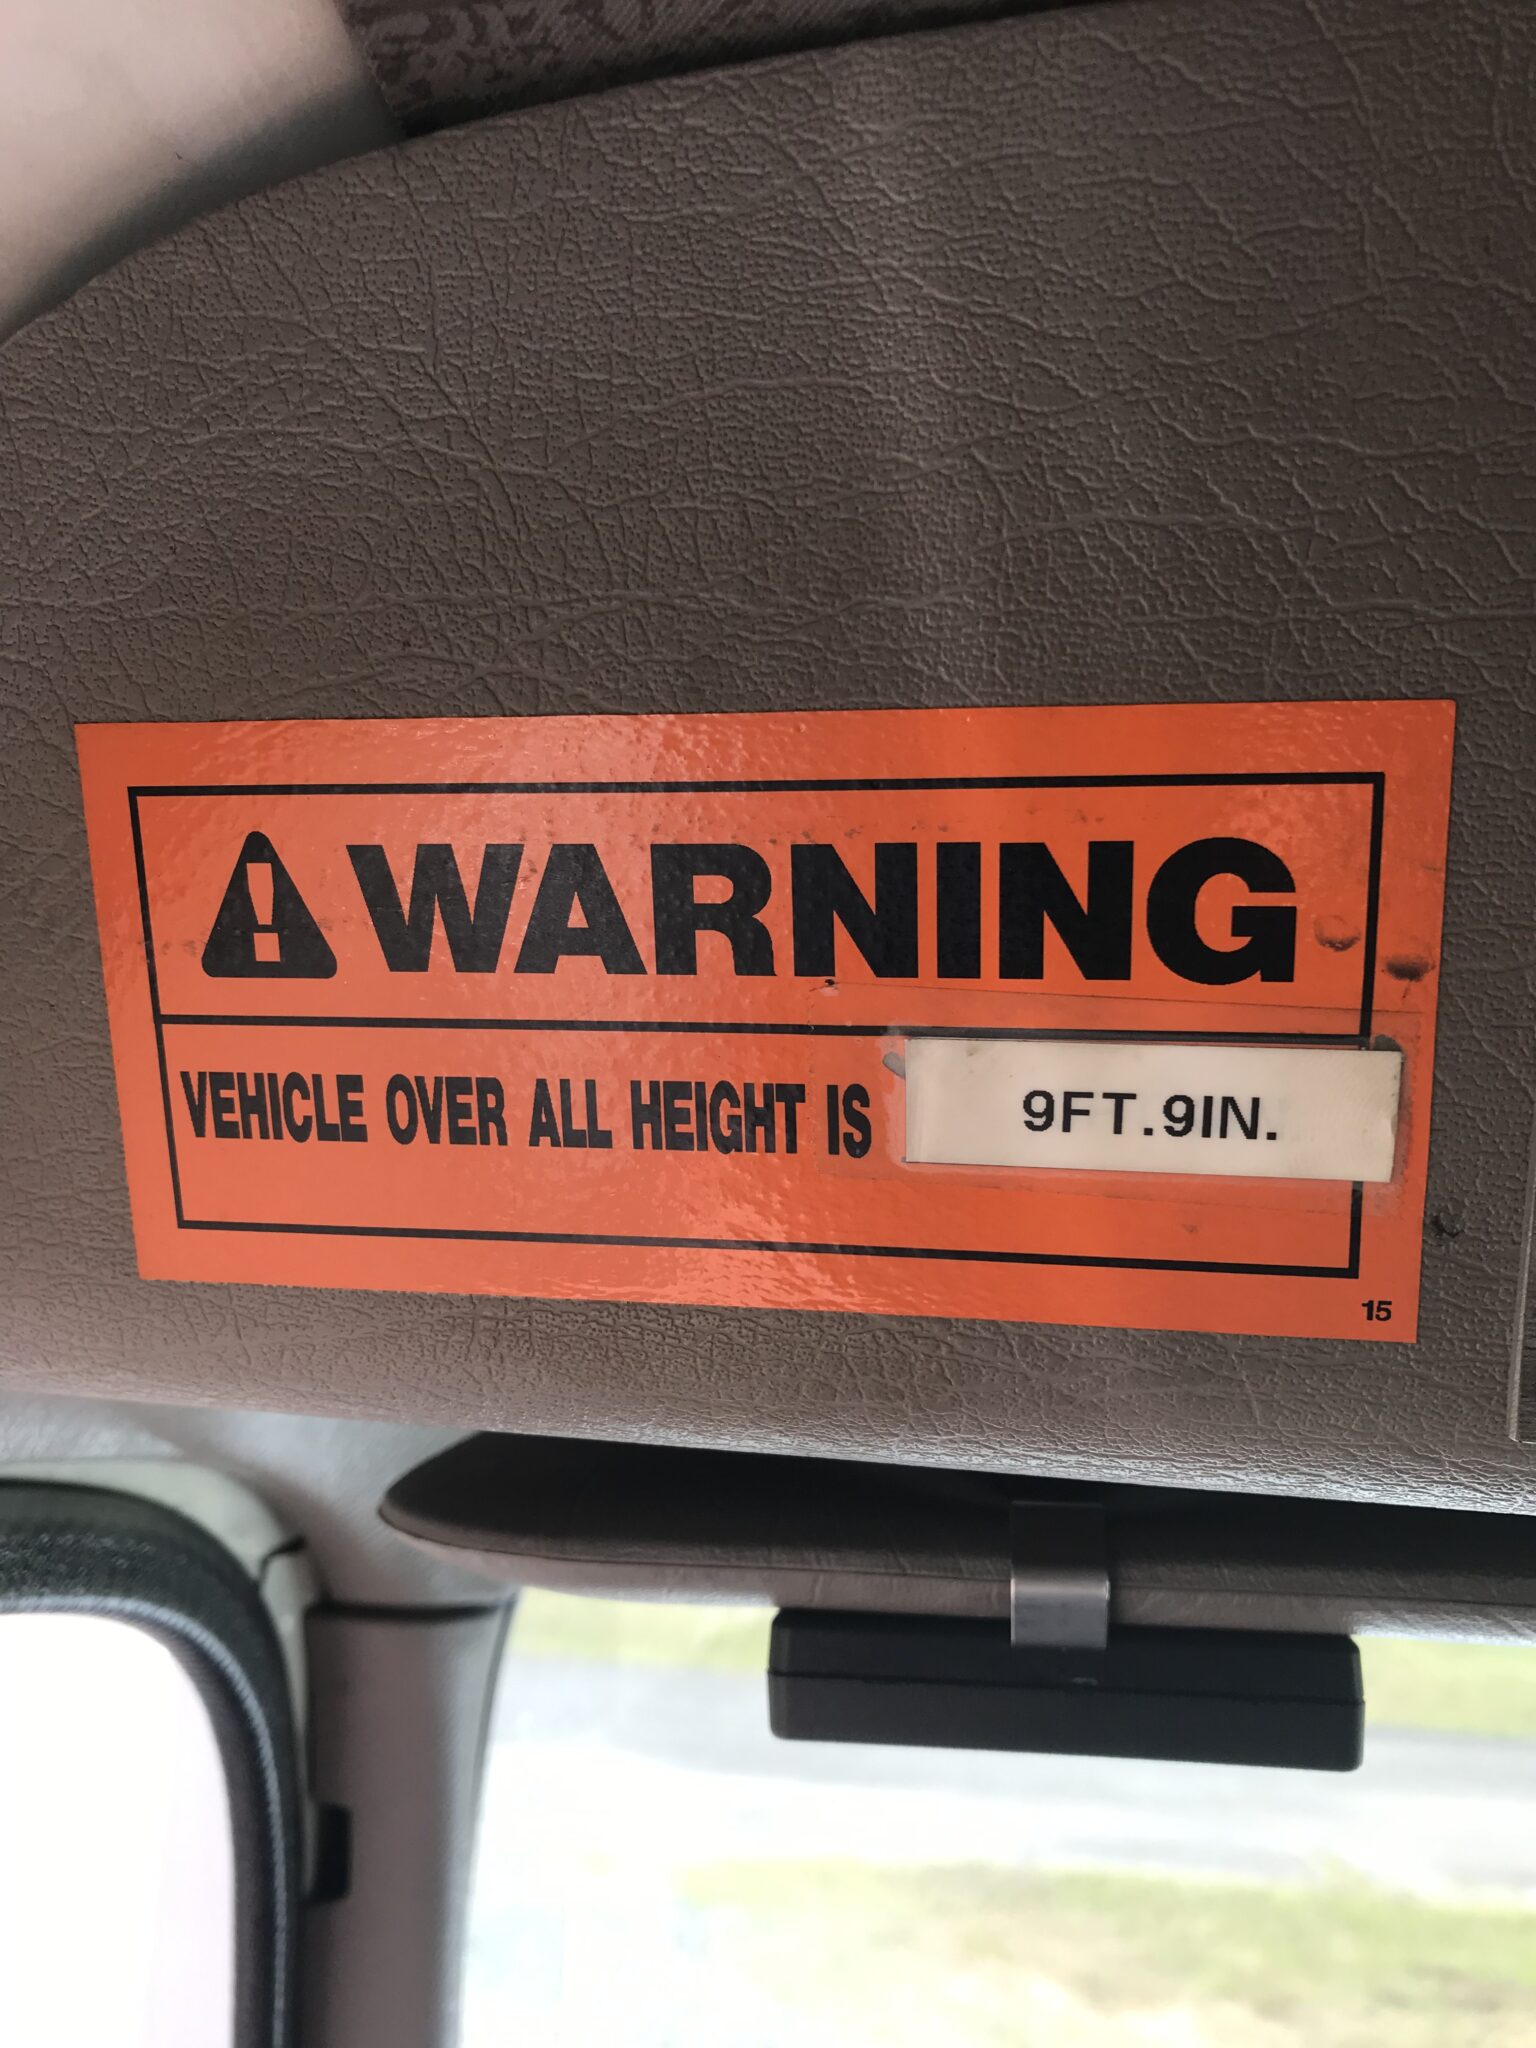 WARNING
VEHICLE OVER ALL HEIGHT IS 9FT.9IN.
15